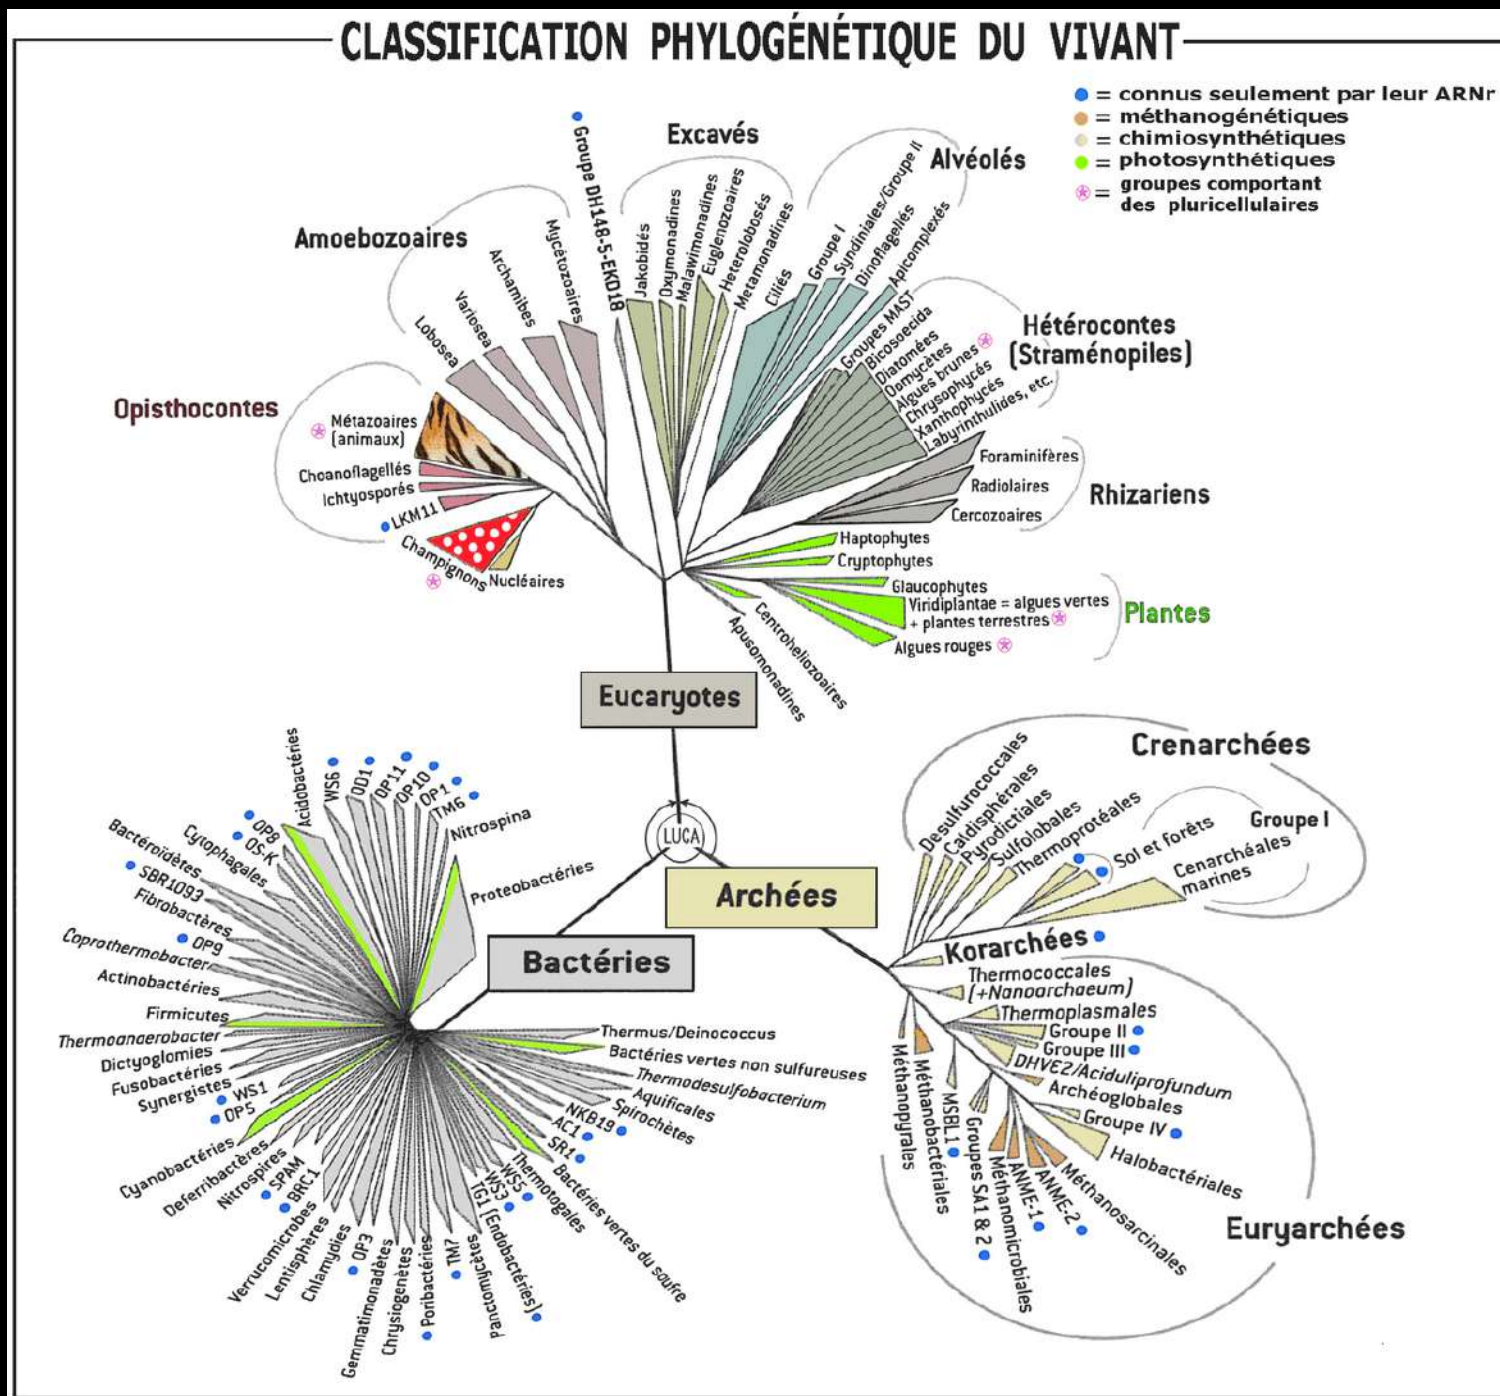 CLASSIFICATION PHYLOGÉNÉTIQUE DU VIVANT
= connus seulement par leur ARNr
= méthanogénétiques
= chimiosynthétiques
= photosynthétiques
= groupes comportant
des pluricellulaires
Opisthocontes
Métazoaires
(animaux)
Choanoflagellés
Ichtyosporés
LKM11
Champignons
Nucléaires
Amoebozoaires
Lobosea
Variosea
Archamibes
Mycétozoaires
Groupe DH148-5-EKD18
Excavés
Jakobidés
Oxymonadines
Malawimonadines
Euglenozoaires
Heterolobosés
Metamonadines
Alvéolés
Ciliés
Groupe I
Syndiniales/Groupe II
Dinoflagellés
Apicomplexés
Hétérocontes
(Straménopiles)
Groupes MAST
Bicosoecida
Diatomées
Oomycètes
Algues brunes
Chrysophycés
Xanthophycés
Labyrinthulides, etc.
Rhizariens
Foraminifères
Radiolaires
Cercozoaires
Haptophytes
Cryptophytes
Plantes
Glaucophytes
Viridiplantae = algues vertes
+ plantes terrestres
Algues rouges
Centroheliozoaires
Apusomonadines
Eucaryotes
LUCA
Archées
Bactéries
Crenarchées
Desulfurococcales
Caldisphérales
Pyrodictiales
Sulfolobales
Thermoprotéales
Sol et forêts
Groupe I
Cenarchéales
marines
Korarchées
Thermococcales
(+Nanoarchaeum)
Thermoplasmales
Groupe II
Groupe III
DHVE2/Aciduliprofundum
Archéoglobales
Groupe IV
Halobactériales
Méthanosarcinales
ANME-2
ANME-1
Méthanomicrobiales
Groupes SA1 & 2
MSBL1
Méthanobactériales
Méthanopyrales
Euryarchées
Acidobactéries
WS6
OD1
OP11
OP10
OP1
TM6
Nitrospina
Proteobactéries
OP8
OS-K
Cytophagales
Bactéroïdètes
SBR1093
Fibrobactères
OP9
Coprothermobacter
Actinobactéries
Firmicutes
Thermoanaerobacter
Dictyoglomies
Fusobactéries
Synergistes
WS1
OP5
Cyanobactéries
Deferribactères
Nitrospires
SPAM
BRC1
Verrucomicrobes
Lentisphères
Chlamydies
OP3
Gemmatimonadètes
Chrysiogenètes
Poribactéries
TM7
Planctomycètes
TG1 (Endobactéries)
WS3
WS5
Thermotogales
Bactéries vertes du soufre
SR1
AC1
NKB19
Spirochètes
Aquificales
Thermodesulfobacterium
Bactéries vertes non sulfureuses
Thermus/Deinococcus